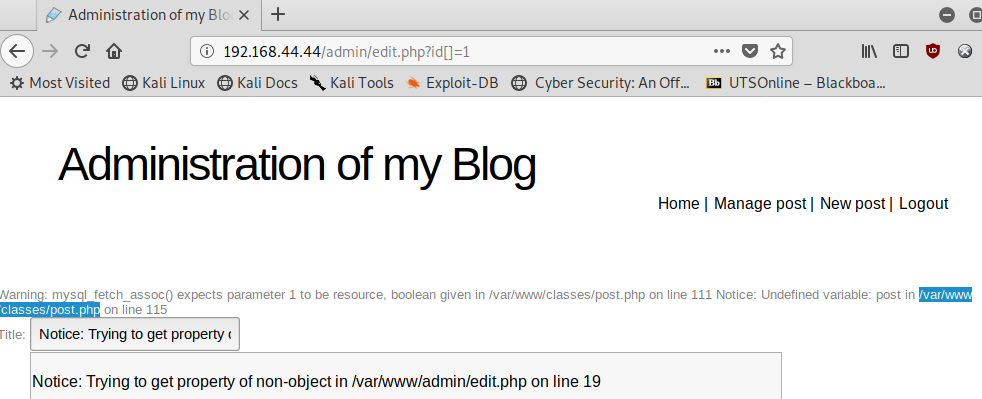 Administration of my Blo
192.168.44.44/admin/edit.php?id[]=1
Most Visited Kali Linux Kali Docs Kali Tools Exploit-DB Cyber Security: An Off... Bb UTSOnline – Blackboa...
Administration of my Blog
Home | Manage post | New post | Logout
Warning: mysql_fetch_assoc() expects parameter 1 to be resource, boolean given in /var/www/classes/post.php on line 111 Notice: Undefined variable: post in /var/www
/classes/post.php on line 115
Title: Notice: Trying to get property o
Notice: Trying to get property of non-object in /var/www/admin/edit.php on line 19